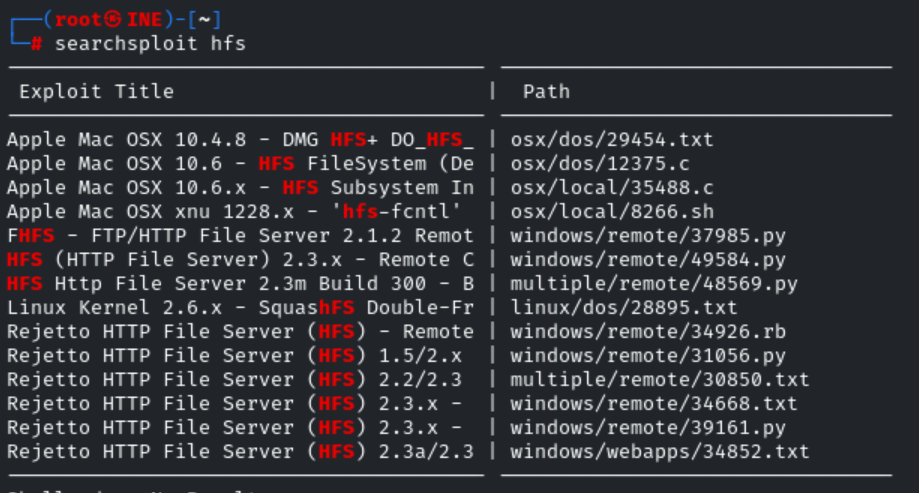 (root㉿INE)-[~]
# searchsploit hfs
Exploit Title | Path
Apple Mac OSX 10.4.8 - DMG HFS+ DO_HFS_ | osx/dos/29454.txt
Apple Mac OSX 10.6 - HFS FileSystem (De | osx/dos/12375.c
Apple Mac OSX 10.6.x - HFS Subsystem In | osx/local/35488.c
Apple Mac OSX xnu 1228.x - 'hfs-fcntl' | osx/local/8266.sh
FHFS - FTP/HTTP File Server 2.1.2 Remot | windows/remote/37985.py
HFS (HTTP File Server) 2.3.x - Remote C | windows/remote/49584.py
HFS Http File Server 2.3m Build 300 - B | multiple/remote/48569.py
Linux Kernel 2.6.x - SquashFS Double-Fr | linux/dos/28895.txt
Rejetto HTTP File Server (HFS) - Remote | windows/remote/34926.rb
Rejetto HTTP File Server (HFS) 1.5/2.x | windows/remote/31056.py
Rejetto HTTP File Server (HFS) 2.2/2.3 | multiple/remote/30850.txt
Rejetto HTTP File Server (HFS) 2.3.x - | windows/remote/34668.txt
Rejetto HTTP File Server (HFS) 2.3.x - | windows/remote/39161.py
Rejetto HTTP File Server (HFS) 2.3a/2.3 | windows/webapps/34852.txt